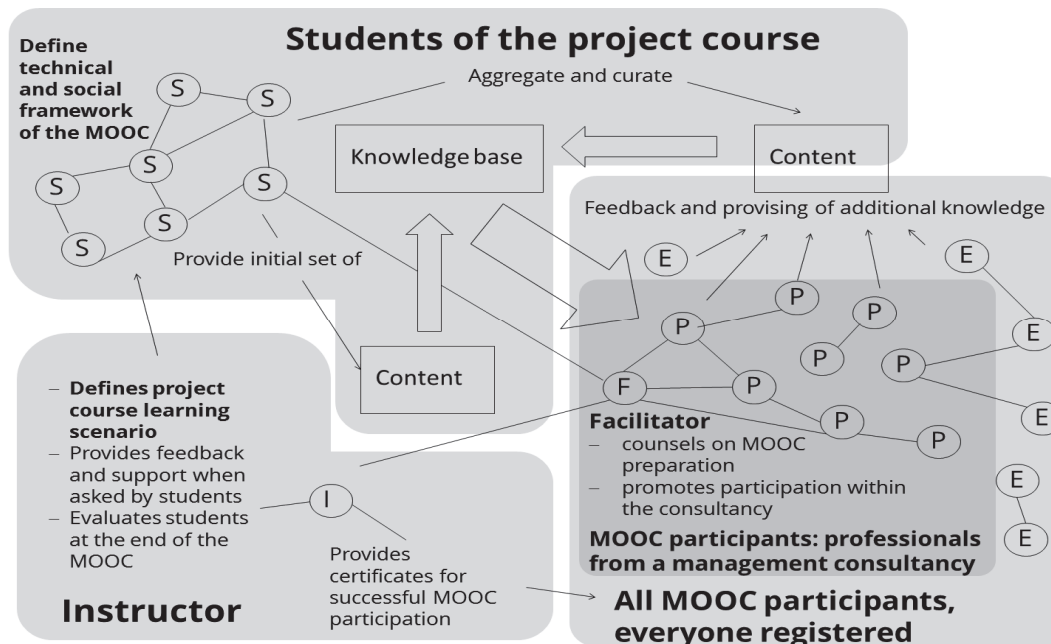 Students of the project course
Define
technical
and social
framework
of the MOOC
Aggregate and curate
S
S
S
S
S
S
S
Knowledge base
Content
Provide initial set of
Content
Feedback and provising of additional knowledge
E
E
P
P
P
E
P
P
F
P
E
P
P
E
E
Facilitator
– counsels on MOOC
preparation
– promotes participation within
the consultancy
MOOC participants: professionals
from a management consultancy
All MOOC participants,
everyone registered
– Defines project
course learning
scenario
– Provides feedback
and support when
asked by students
– Evaluates students
at the end of the
MOOC
I
Provides
certificates for
successful MOOC
participation
Instructor